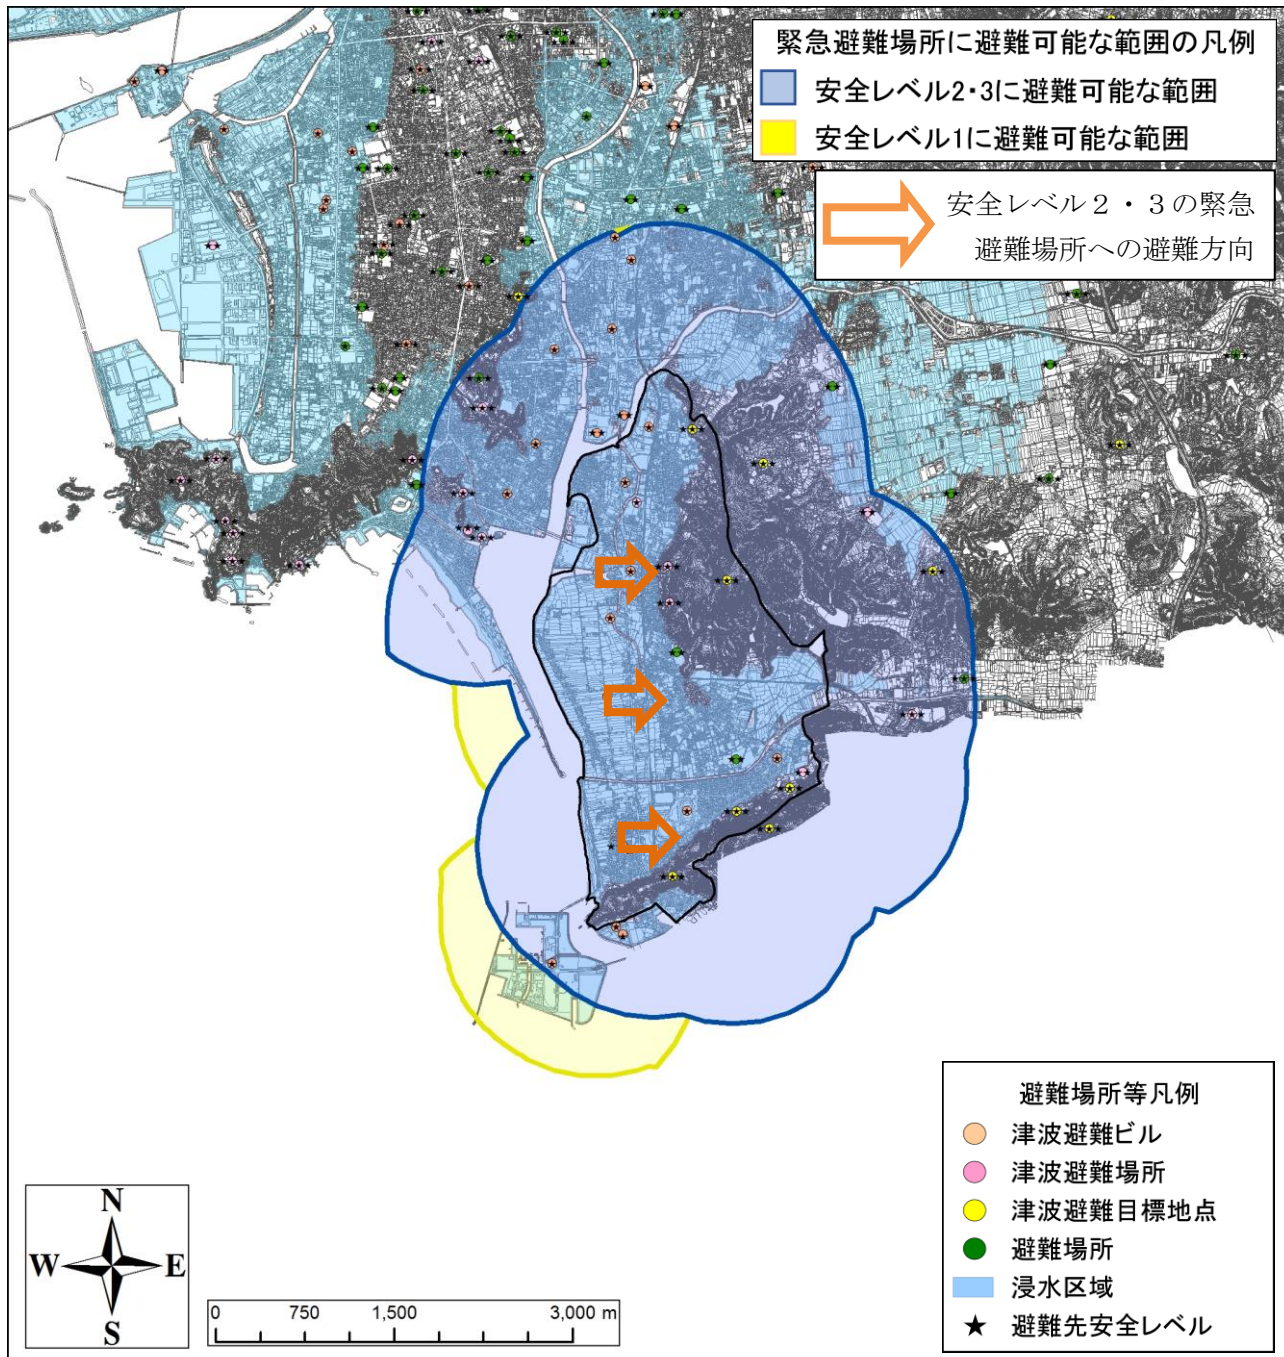 緊急避難場所に避難可能な範囲の凡例
安全レベル2・3に避難可能な範囲
安全レベル1に避難可能な範囲
安全レベル２・３の緊急
避難場所への避難方向
避難場所等凡例
津波避難ビル
津波避難場所
津波避難目標地点
避難場所
浸水区域
★ 避難先安全レベル
N
W E
S
0 750 1,500 3,000 m